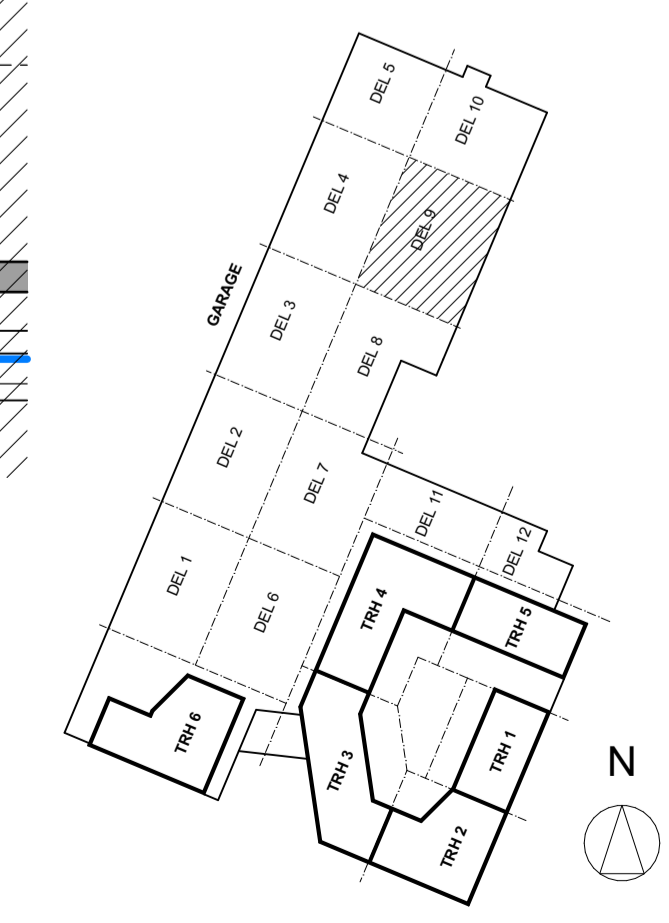 DEL 5
DEL 10
DEL 4
DEL 9
GARAGE
DEL 3
DEL 8
DEL 2
DEL 7
DEL 11
DEL 12
DEL 1
DEL 6
TRH 4
TRH 5
TRH 6
TRH 3
TRH 1
TRH 2
N